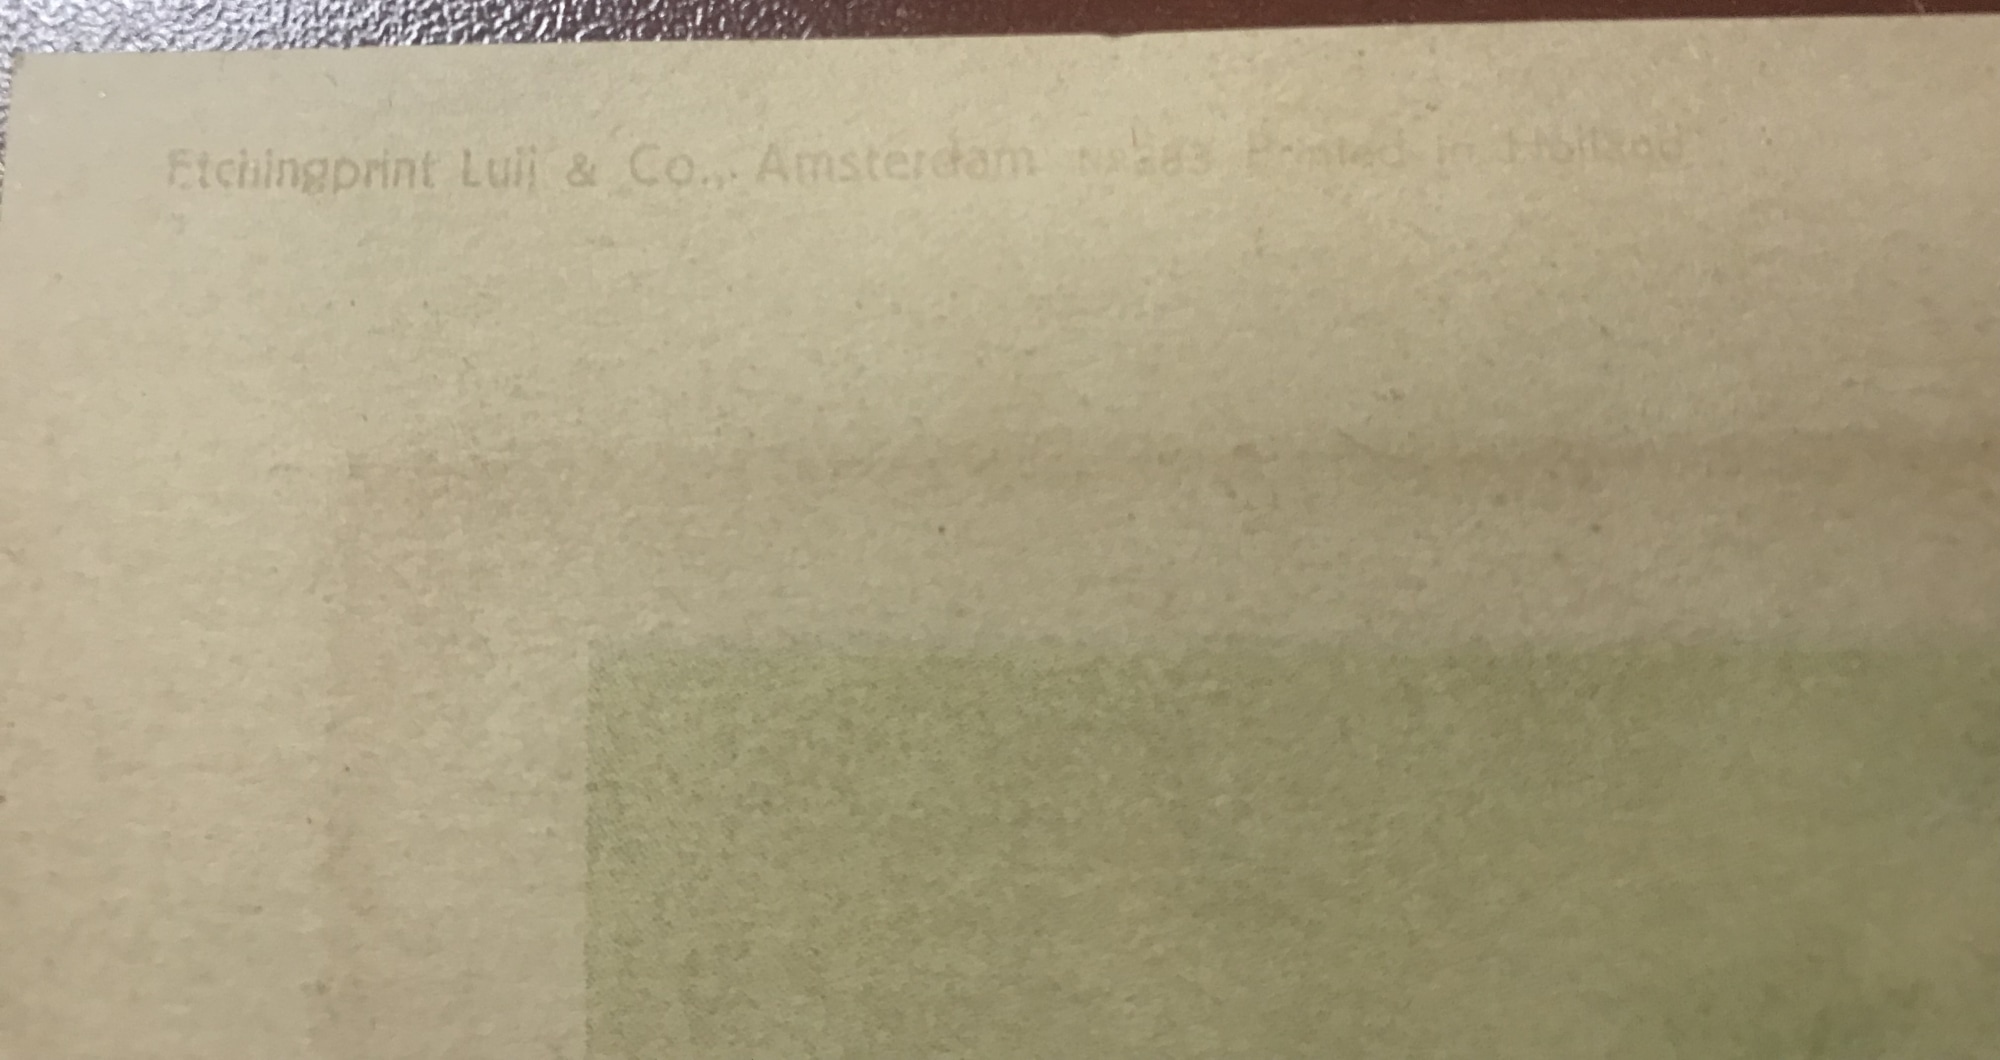 Etchingprint Luij & Co., Amsterdam Printed in Holland